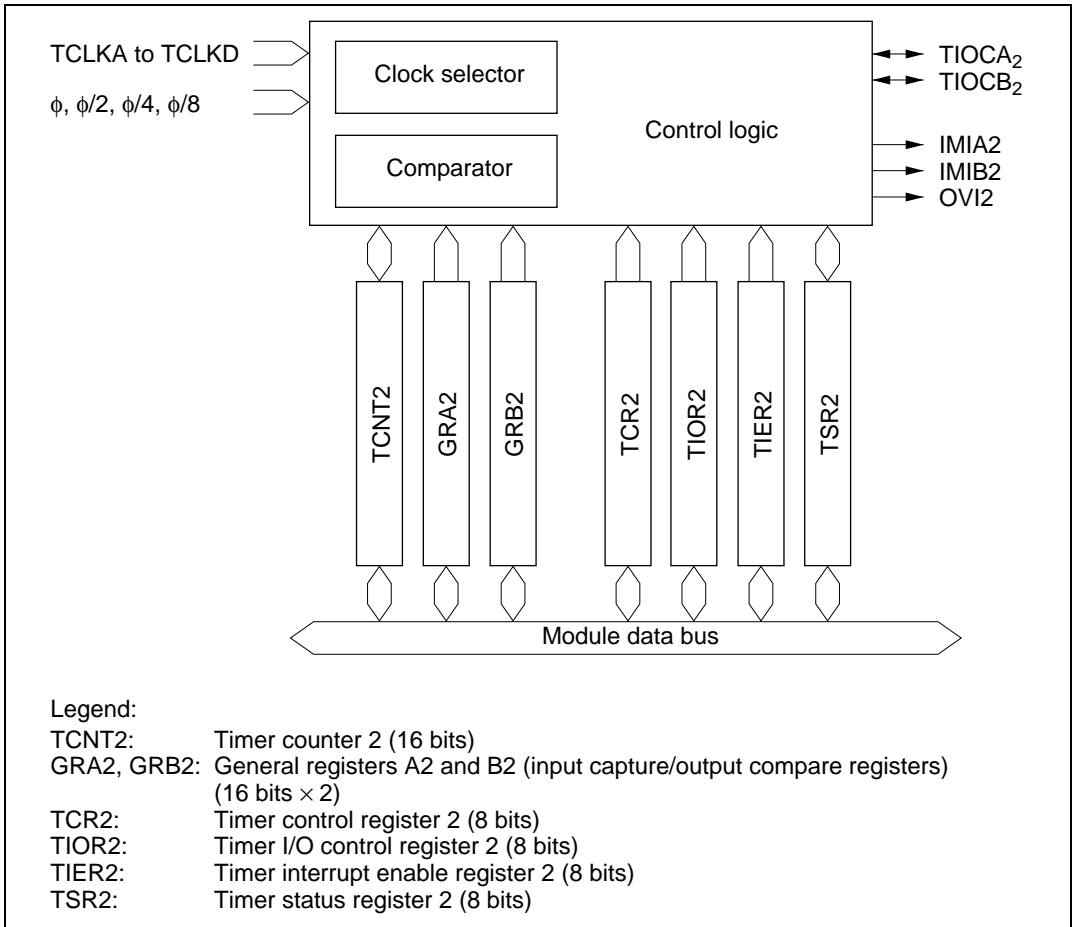 TCLKA to TCLKD
ϕ, ϕ/2, ϕ/4, ϕ/8
Clock selector
Comparator
Control logic
TIOCA2
TIOCB2
IMIA2
IMIB2
OVI2
TCNT2
GRA2
GRB2
TCR2
TIOR2
TIER2
TSR2
Module data bus
Legend:
TCNT2: Timer counter 2 (16 bits)
GRA2, GRB2: General registers A2 and B2 (input capture/output compare registers)
(16 bits × 2)
TCR2: Timer control register 2 (8 bits)
TIOR2: Timer I/O control register 2 (8 bits)
TIER2: Timer interrupt enable register 2 (8 bits)
TSR2: Timer status register 2 (8 bits)